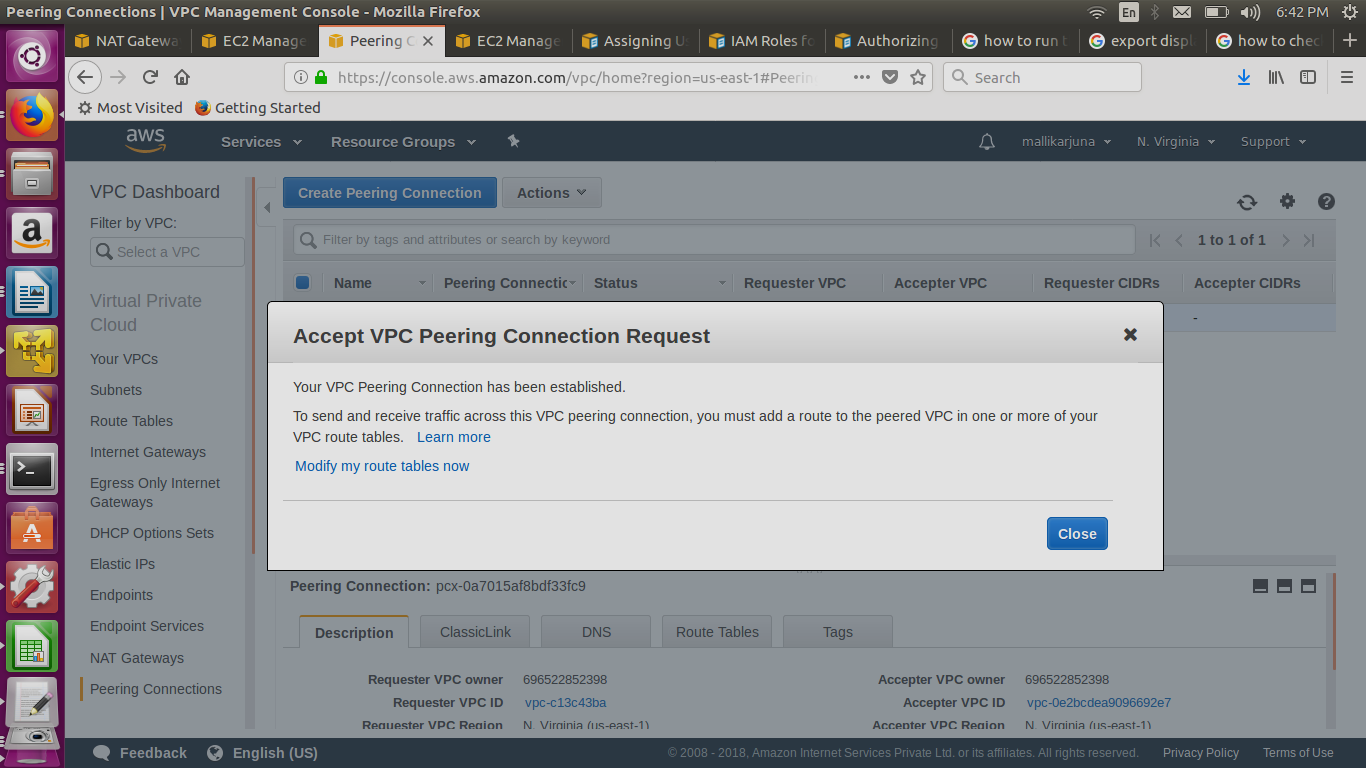 Peering Connections | VPC Management Console - Mozilla Firefox
En
6:42 PM
NAT Gatewa
EC2 Manage
Peering C
EC2 Manage
Assigning U
IAM Roles fo
Authorizing
how to run t
export displ
how to chec
https://console.aws.amazon.com/vpc/home?region=us-east-1#Peerin
Search
Most Visited
Getting Started
aws
Services
Resource Groups
mallikarjuna
N. Virginia
Support
VPC Dashboard
Filter by VPC:
Select a VPC
Virtual Private
Cloud
Your VPCs
Subnets
Route Tables
Internet Gateways
Egress Only Internet
Gateways
DHCP Options Sets
Elastic IPs
Endpoints
Endpoint Services
NAT Gateways
Peering Connections
Create Peering Connection
Actions
Filter by tags and attributes or search by keyword
1 to 1 of 1
Name
Peering Connectio
Status
Requester VPC
Accepter VPC
Requester CIDRs
Accepter CIDRs
-
Accept VPC Peering Connection Request
Your VPC Peering Connection has been established.
To send and receive traffic across this VPC peering connection, you must add a route to the peered VPC in one or more of your
VPC route tables. Learn more
Modify my route tables now
Close
Peering Connection: pcx-0a7015af8bdf33fc9
Description
ClassicLink
DNS
Route Tables
Tags
Requester VPC owner 696522852398
Accepter VPC owner 696522852398
Requester VPC ID vpc-c13c43ba
Accepter VPC ID vpc-0e2bcdea9096692e7
Requester VPC Region N. Virginia (us-east-1)
Accepter VPC Region N. Virginia (us-east-1)
Feedback
English (US)
© 2008 - 2018, Amazon Internet Services Private Ltd. or its affiliates. All rights reserved.
Privacy Policy
Terms of Use